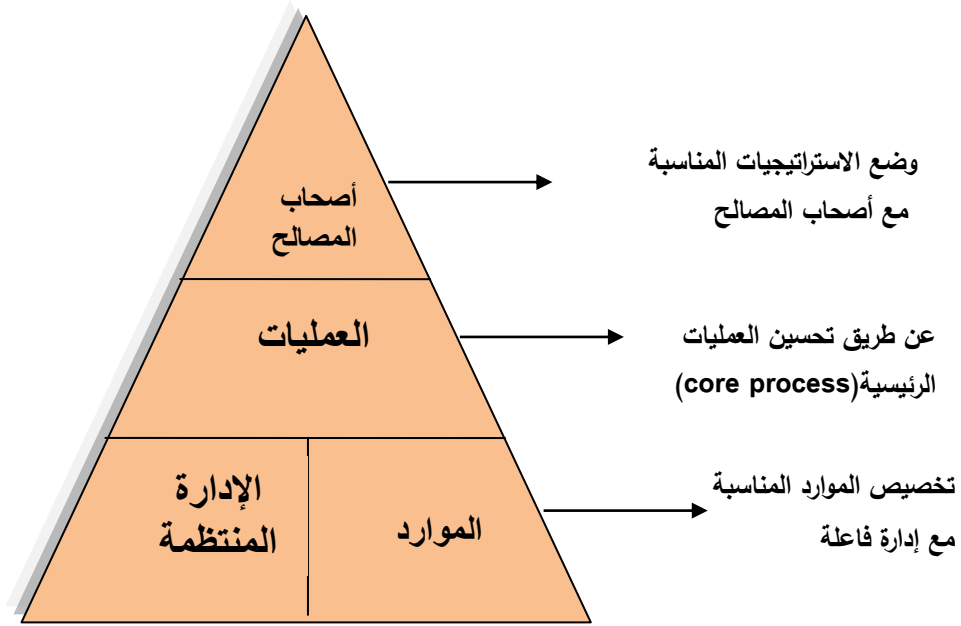 أصحاب
المصالح
وضع الاستراتيجيات المناسبة
مع أصحاب المصالح
العمليات
عن طريق تحسين العمليات
الرئيسية(core process)
الإدارة
المنتظمة
الموارد
تخصيص الموارد المناسبة
مع إدارة فاعلة